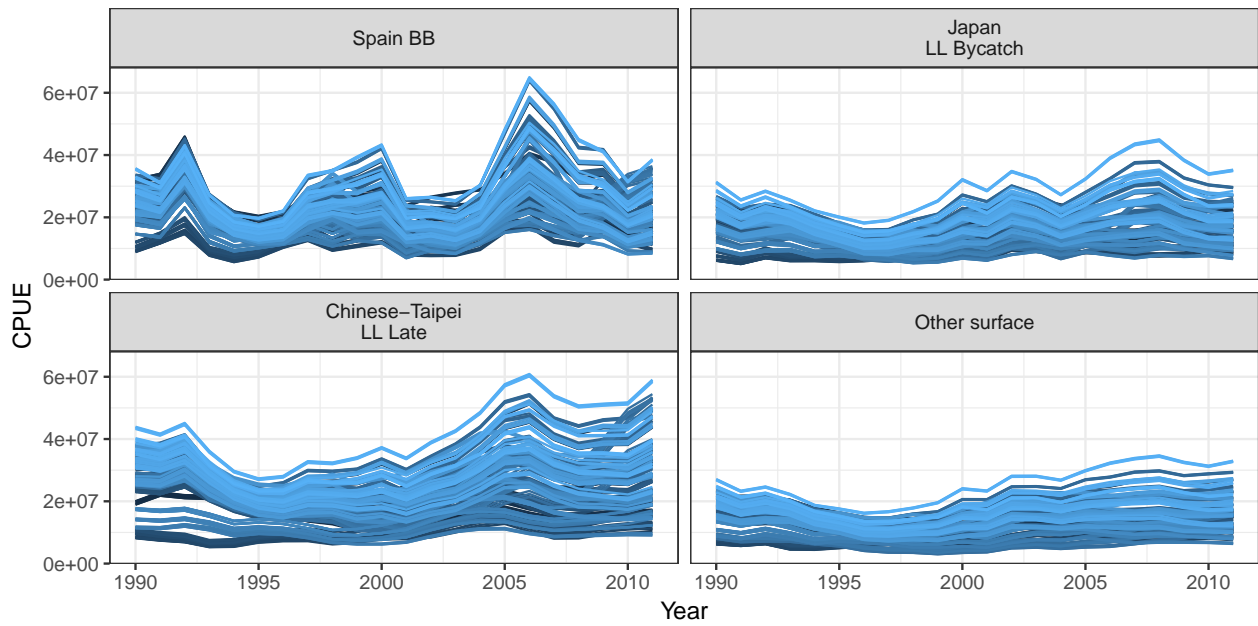 Spain BB
Japan
LL Bycatch
6e+07
4e+07
2e+07
0e+00
Chinese−Taipei
LL Late
Other surface
CPUE
6e+07
4e+07
2e+07
0e+00
1990
1995
2000
2005
2010
1990
1995
2000
2005
2010
Year